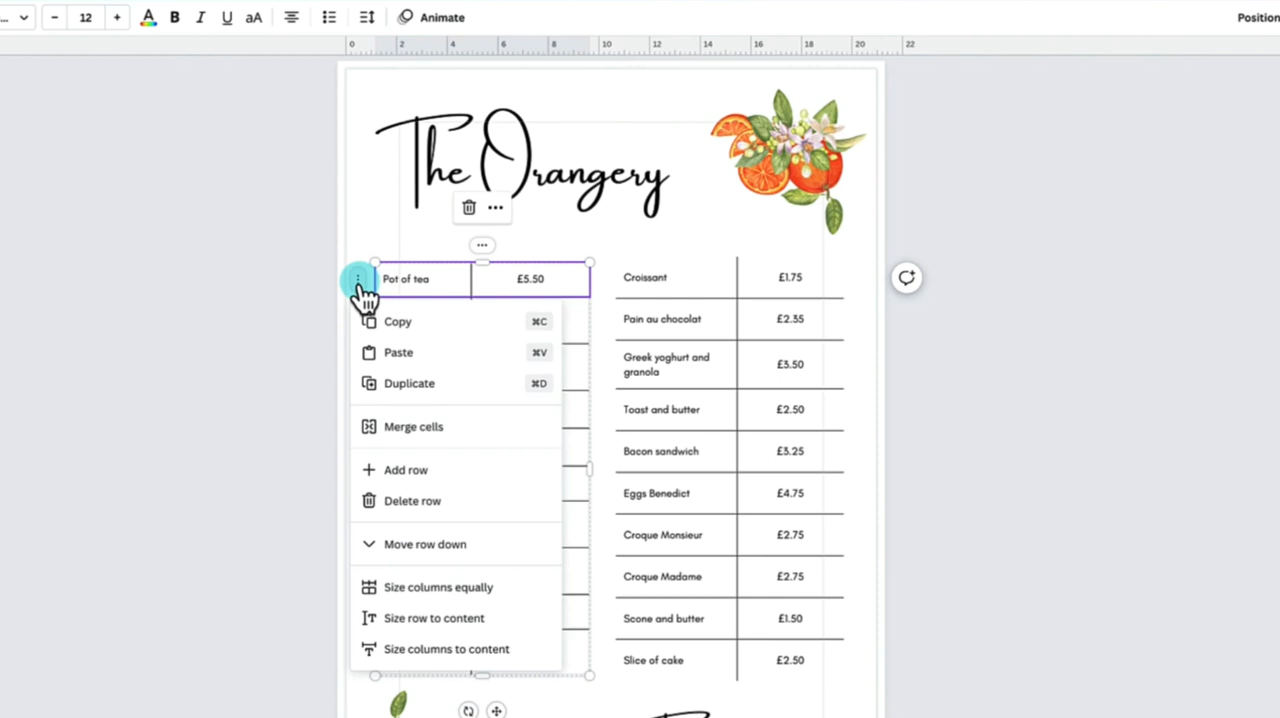 12
B I U aA
Animate
Position
0 2 4 6 8 10 12 14 16 18 20 22
The Orangery
Pot of tea £5.50
Copy ⌘C
Paste ⌘V
Duplicate ⌘D
Merge cells
Add row
Delete row
Move row down
Size columns equally
Size row to content
Size columns to content
Croissant £1.75
Pain au chocolat £2.35
Greek yoghurt and
granola £3.50
Toast and butter £2.50
Bacon sandwich £3.25
Eggs Benedict £4.75
Croque Monsieur £2.75
Croque Madame £2.75
Scone and butter £1.50
Slice of cake £2.50